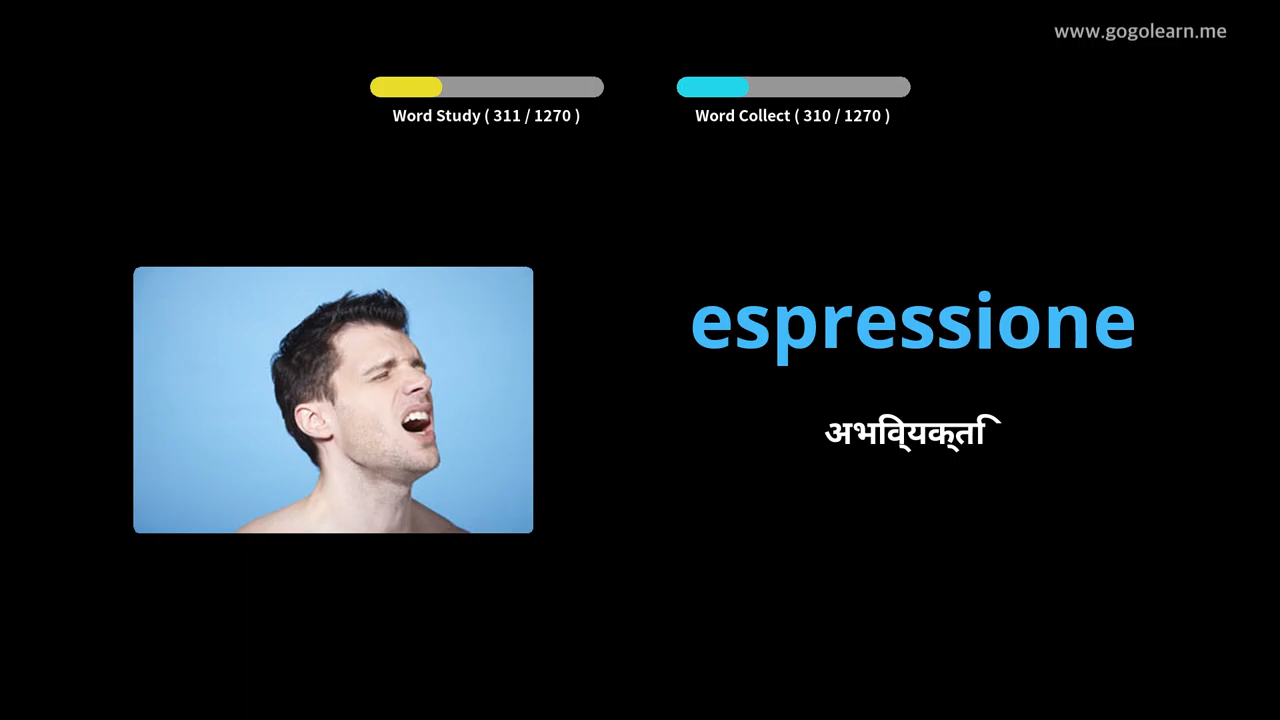 www.gogolearn.me
Word Study ( 311 / 1270 )
Word Collect ( 310 / 1270 )
espressione
अभिव्यक्ति